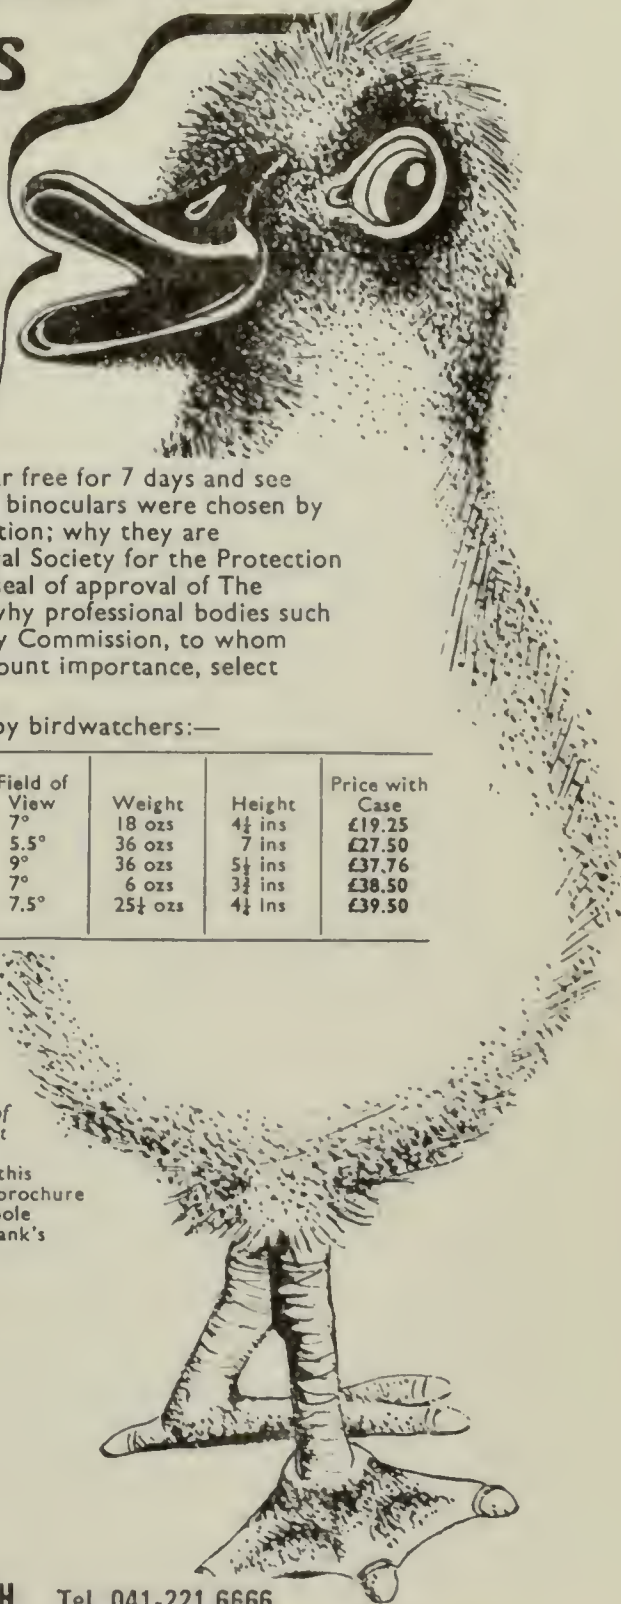 S
r free for 7 days and see
binoculars were chosen by
tion; why they are
al Society for the Protection
eal of approval of The
why professional bodies such
y Commission, to whom
ount importance, select
by birdwatchers:—
Field of View Weight Height Price with Case
7° 18 ozs 4½ ins £19.25
5.5° 36 ozs 7 ins £27.50
9° 36 ozs 5½ ins £37.76
7° 6 ozs 3¾ ins £38.50
7.5° 25½ ozs 4½ ins £39.50
of
t
this
brochure
ole
ank's
H Tel. 041-221 6666